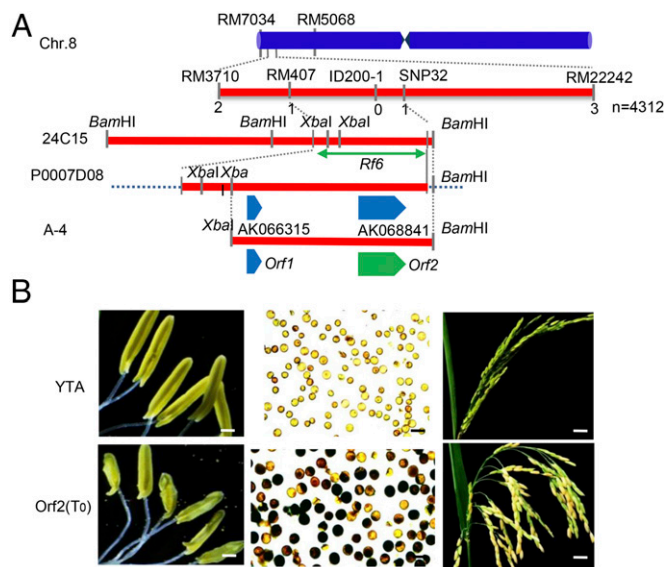 A
RM7034 RM5068
Chr.8
RM3710 RM407 ID200-1 SNP32 RM22242
2 1 0 1 3 n=4312
BamHI BamHI XbaI XbaI BamHI
24C15
Rf6
P0007D08 XbaI Xba BamHI
A-4 XbaI AK066315 AK068841 BamHI
Orf1 Orf2
B
YTA
Orf2(T0)